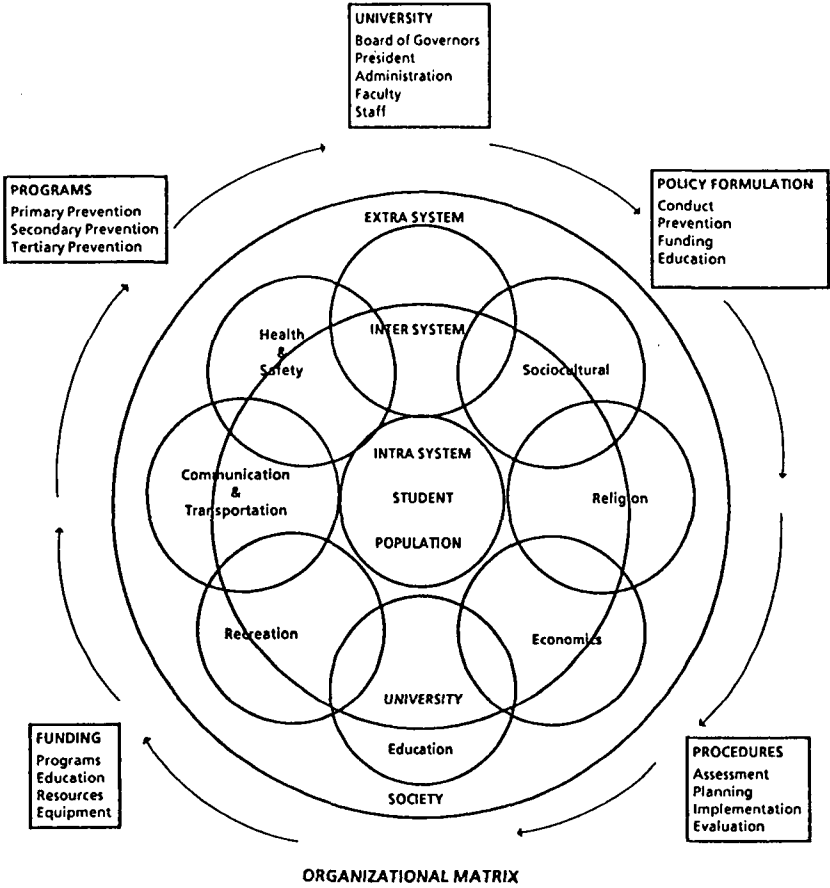 UNIVERSITY
Board of Governors
President
Administration
Faculty
Staff
PROGRAMS
Primary Prevention
Secondary Prevention
Tertiary Prevention
POLICY FORMULATION
Conduct
Prevention
Funding
Education
EXTRA SYSTEM
INTER SYSTEM
Health
&
Safety
Sociocultural
INTRA SYSTEM
STUDENT
POPULATION
Communication
&
Transportation
Religion
Recreation
Economics
UNIVERSITY
Education
SOCIETY
FUNDING
Programs
Education
Resources
Equipment
PROCEDURES
Assessment
Planning
Implementation
Evaluation
ORGANIZATIONAL MATRIX